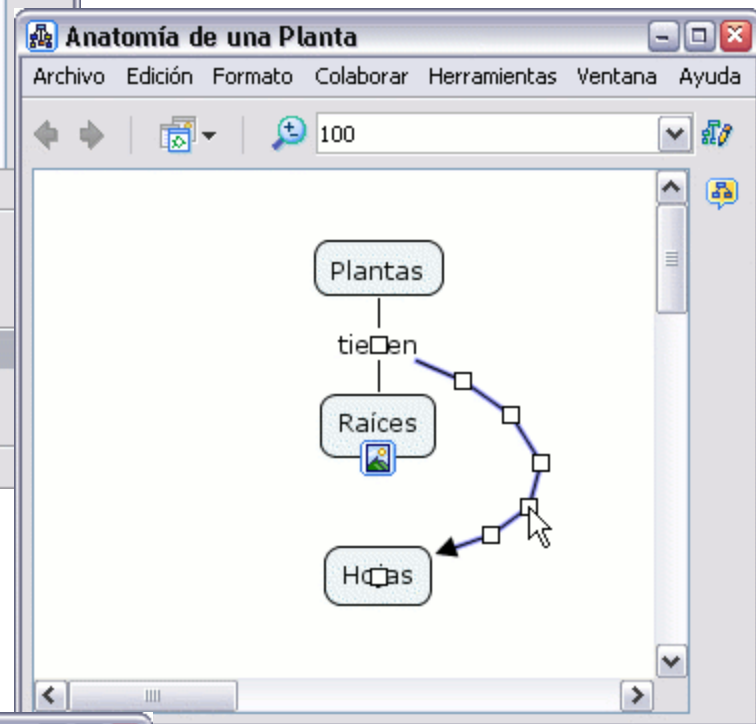 Anatomía de una Planta
Archivo Edición Formato Colaborar Herramientas Ventana Ayuda
100
Plantas
tienen
Raíces
Hojas